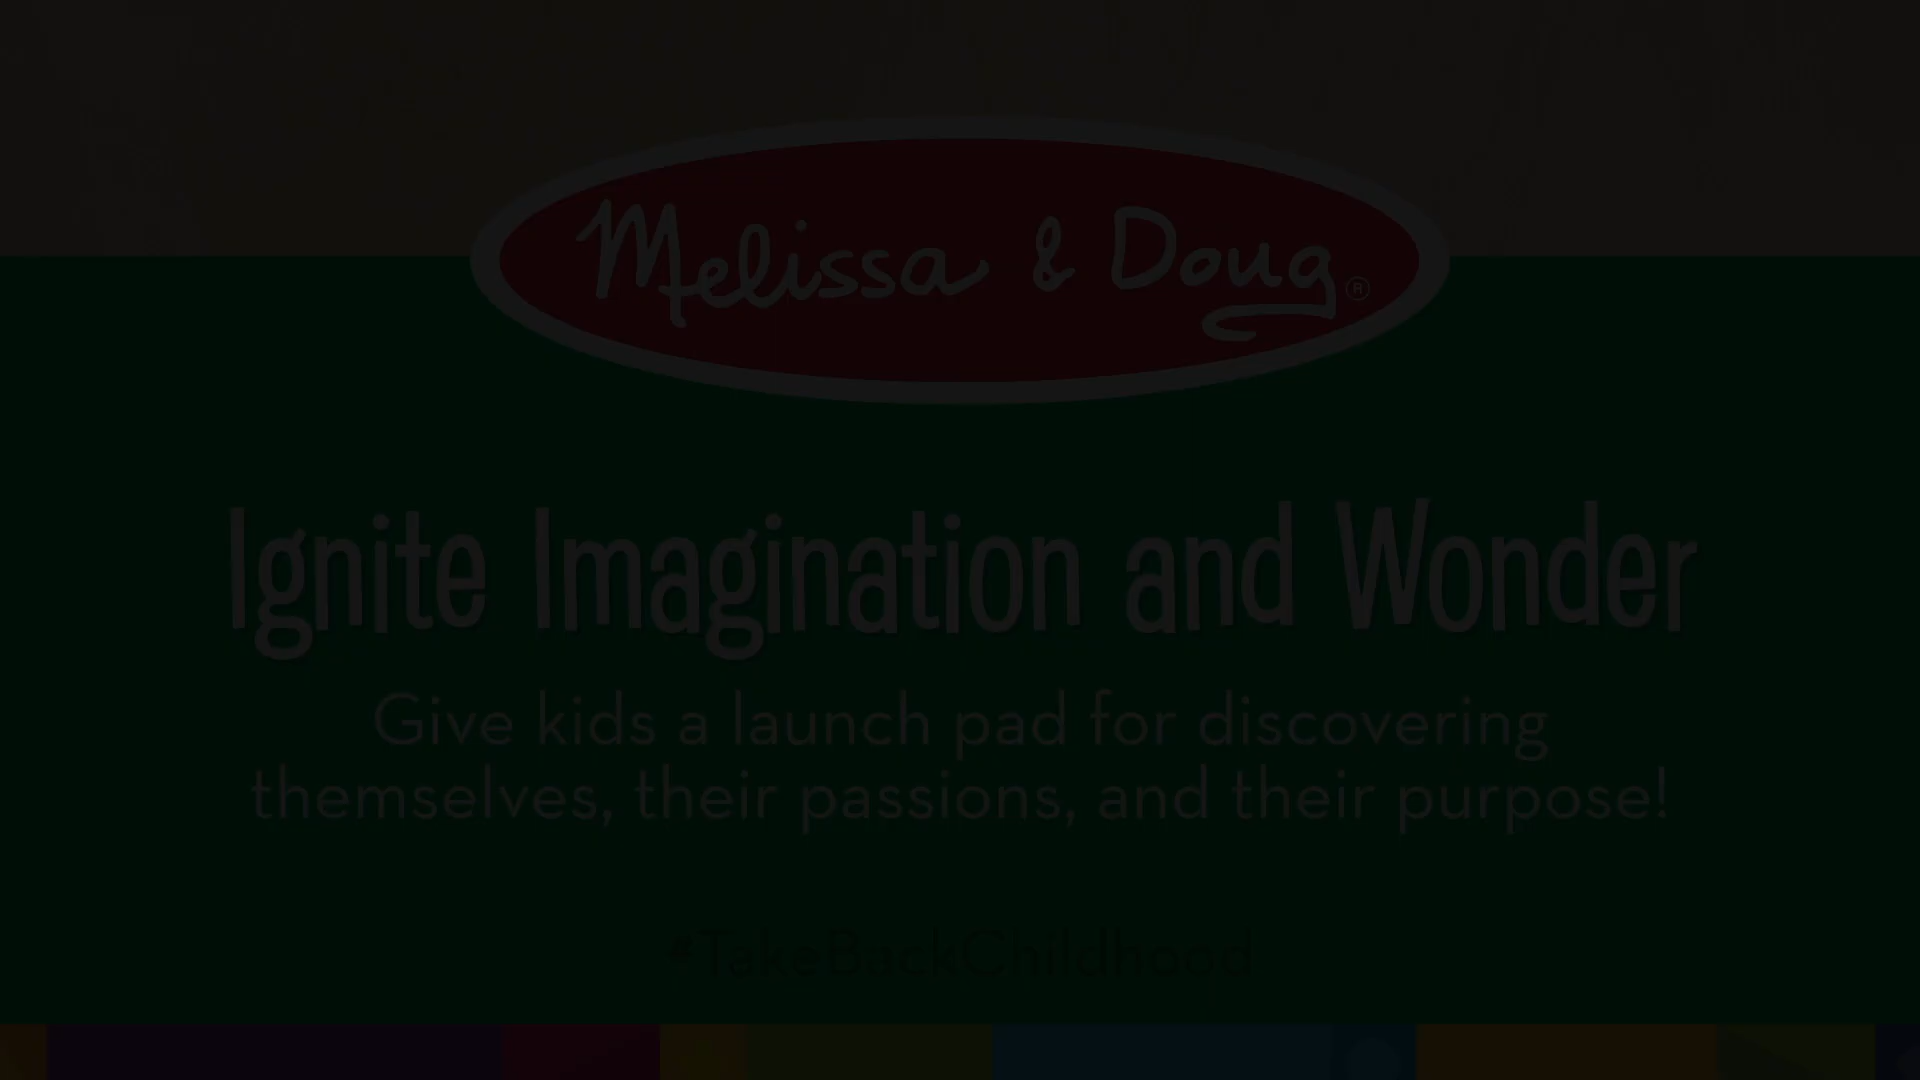 Melissa & Doug®
Ignite Imagination and Wonder
Give kids a launch pad for discovering
themselves, their passions, and their purpose!
#TakeBackChildhood